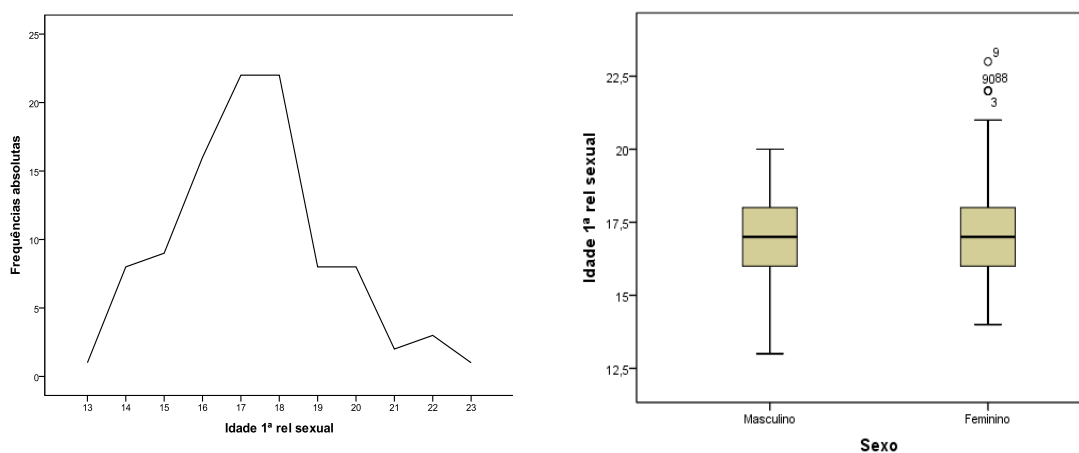 25
20
15
10
5
0
Frequências absolutas
13 14 15 16 17 18 19 20 21 22 23
Idade 1ª rel sexual
22,5
20
17,5
15
12,5
Idade 1ª rel sexual
9
9088
3
Masculino Feminino
Sexo